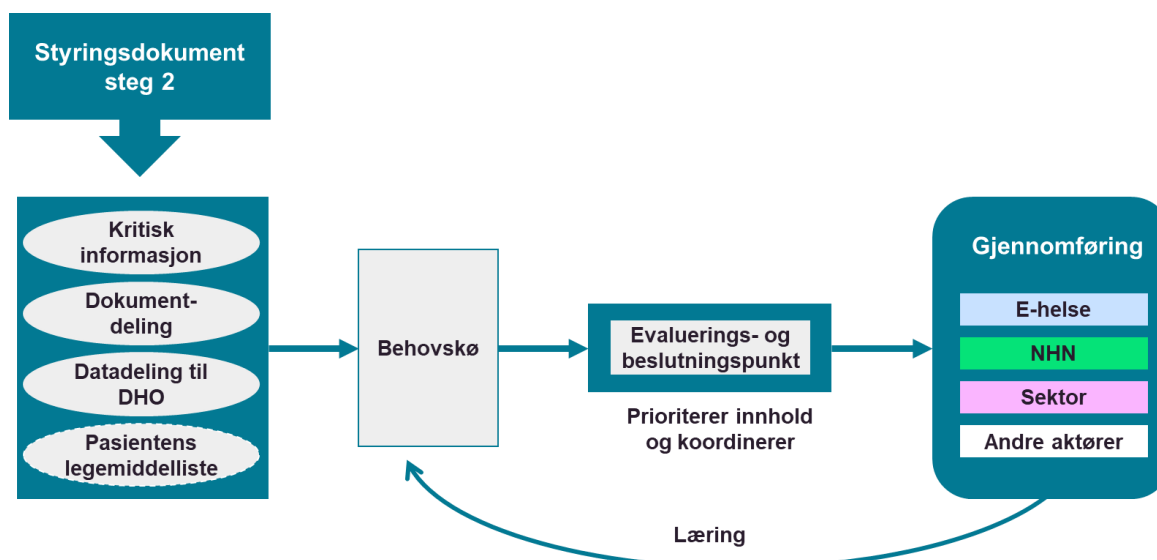 Styringsdokument
steg 2
Kritisk
informasjon
Dokument-
deling
Datadeling til
DHO
Pasientens
legemiddelliste
Behovskø
Evaluerings- og
beslutningspunkt
Prioriterer innhold
og koordinerer
Gjennomføring
E-helse
NHN
Sektor
Andre aktører
Læring